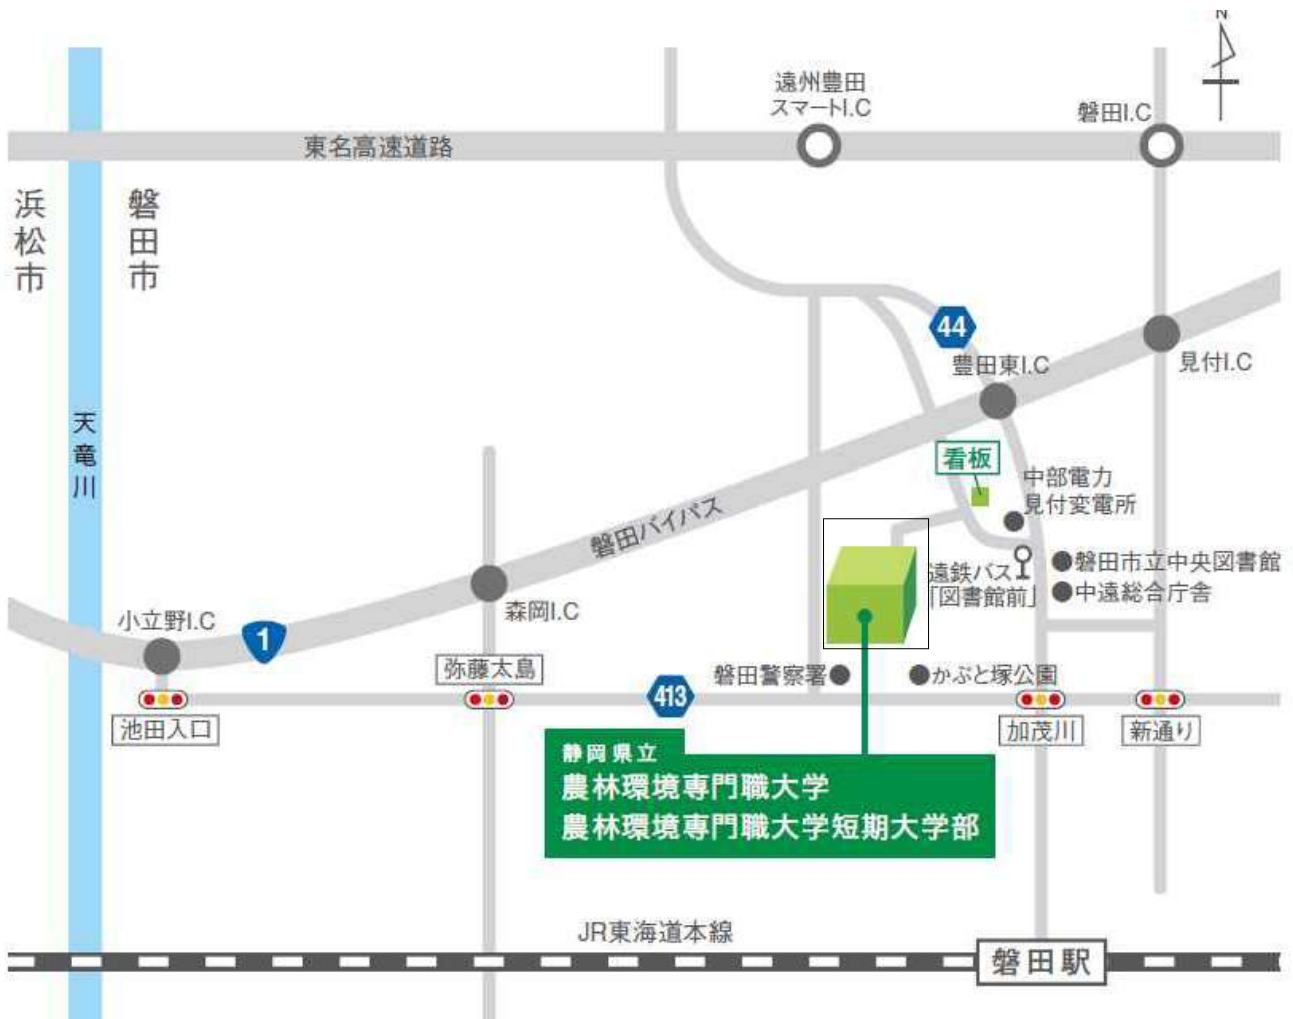 N
遠州豊田
スマートI.C
磐田I.C
東名高速道路
浜松市
磐田市
44
豊田東I.C
見付I.C
天竜川
看板
中部電力
見付変電所
磐田バイパス
遠鉄バス
「図書館前」
磐田市立中央図書館
中遠総合庁舎
森岡I.C
小立野I.C
1
弥藤太島
413
磐田警察署
かぶと塚公園
池田入口
加茂川
新通り
静岡県立
農林環境専門職大学
農林環境専門職大学短期大学部
JR東海道本線
磐田駅